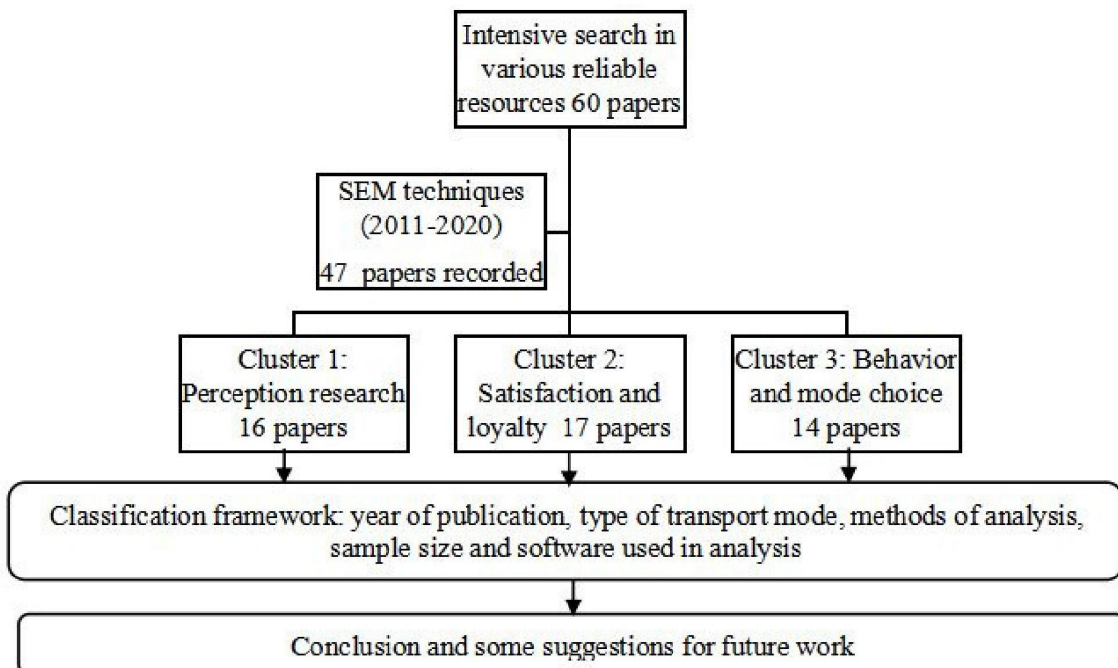 Intensive search in
various reliable
resources 60 papers
SEM techniques
(2011-2020)
47 papers recorded
Cluster 1:
Perception research
16 papers
Cluster 2:
Satisfaction and
loyalty 17 papers
Cluster 3: Behavior
and mode choice
14 papers
Classification framework: year of publication, type of transport mode, methods of analysis,
sample size and software used in analysis
Conclusion and some suggestions for future work